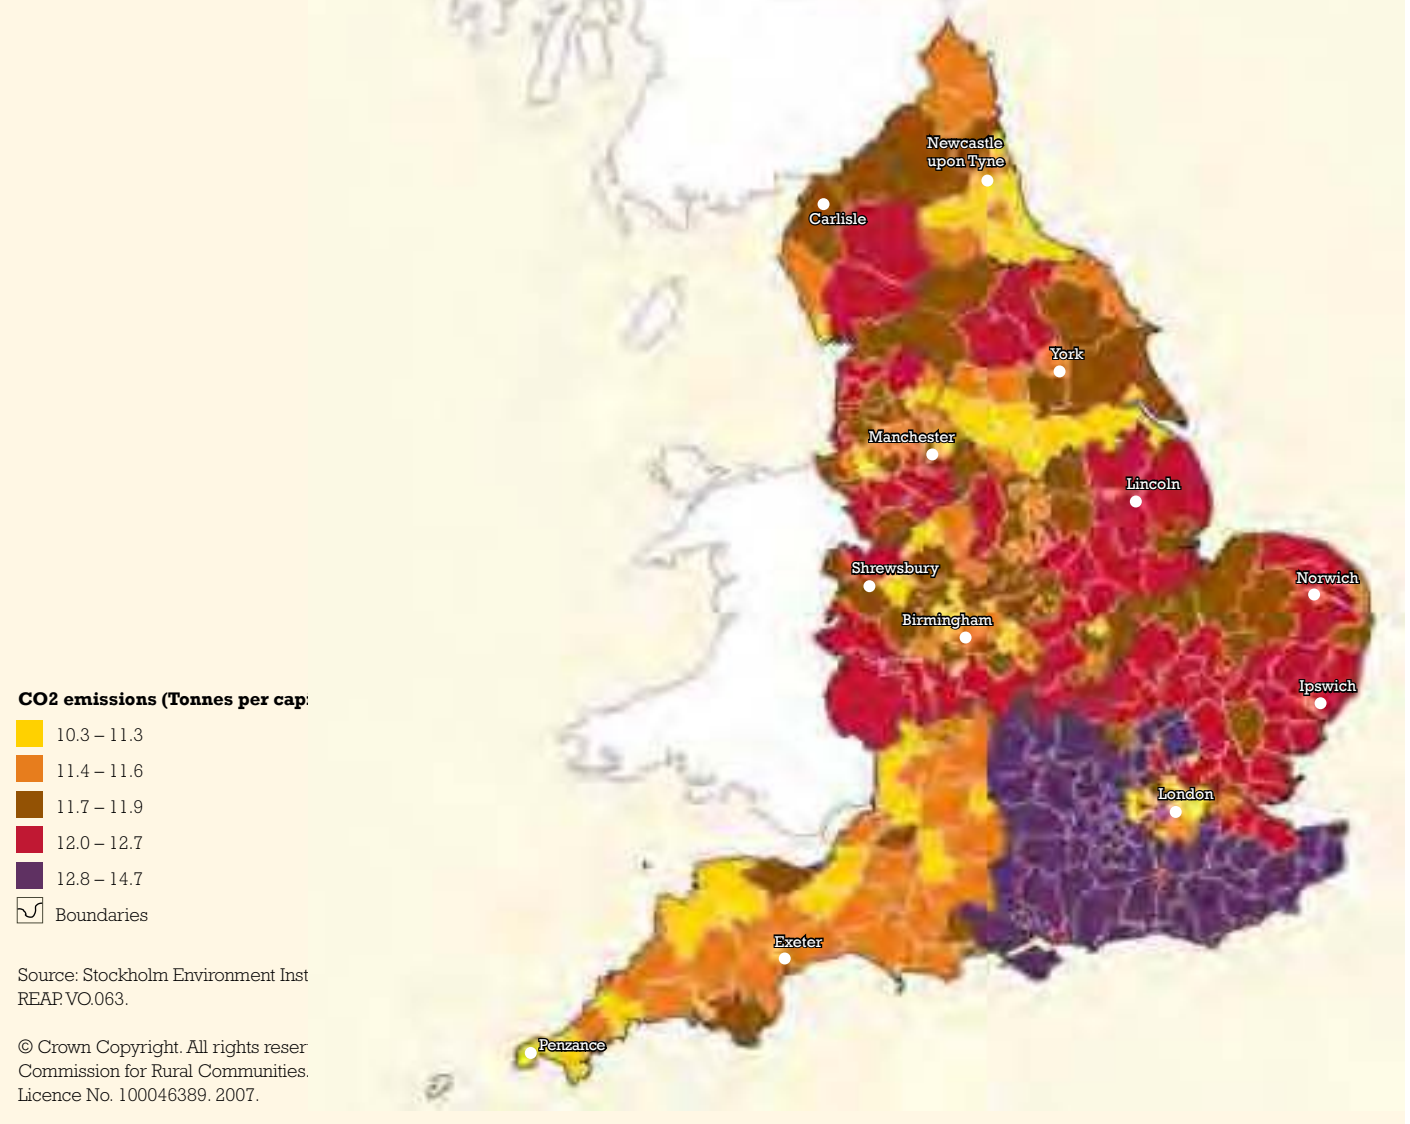 Newcastle
upon Tyne
Carlisle
York
Manchester
Lincoln
Shrewsbury
Norwich
Birmingham
Ipswich
London
Exeter
Penzance
CO2 emissions (Tonnes per cap
10.3 – 11.3
11.4 – 11.6
11.7 – 11.9
12.0 – 12.7
12.8 – 14.7
Boundaries
Source: Stockholm Environment Inst
REAP. VO.063.
© Crown Copyright. All rights reser
Commission for Rural Communities.
Licence No. 100046389. 2007.